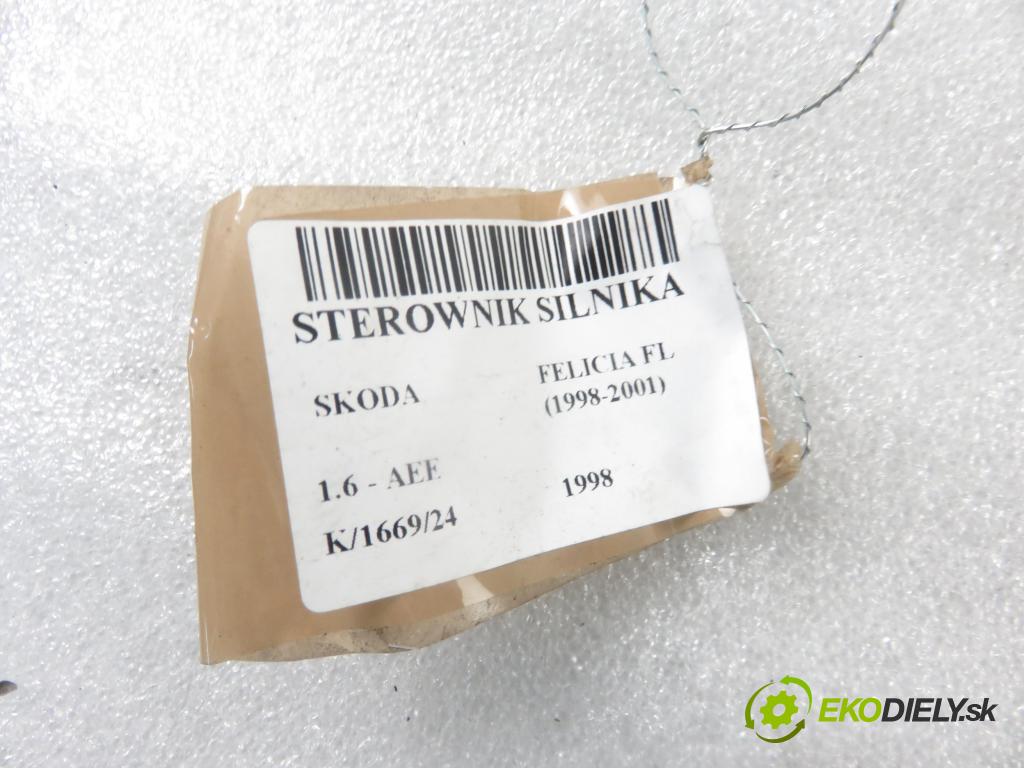 STEROWNIK SILNIKA
SKODA
FELICIA FL
(1998-2001)
1.6 - AEE
1998
K/1669/24
EKODIELY.sk